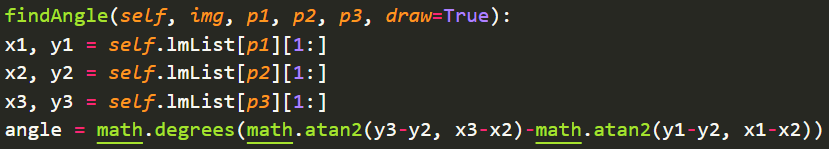 findAngle(self, img, p1, p2, p3, draw=True):
x1, y1 = self.lmList[p1][1:]
x2, y2 = self.lmList[p2][1:]
x3, y3 = self.lmList[p3][1:]
angle = math.degrees(math.atan2(y3-y2, x3-x2)-math.atan2(y1-y2, x1-x2))